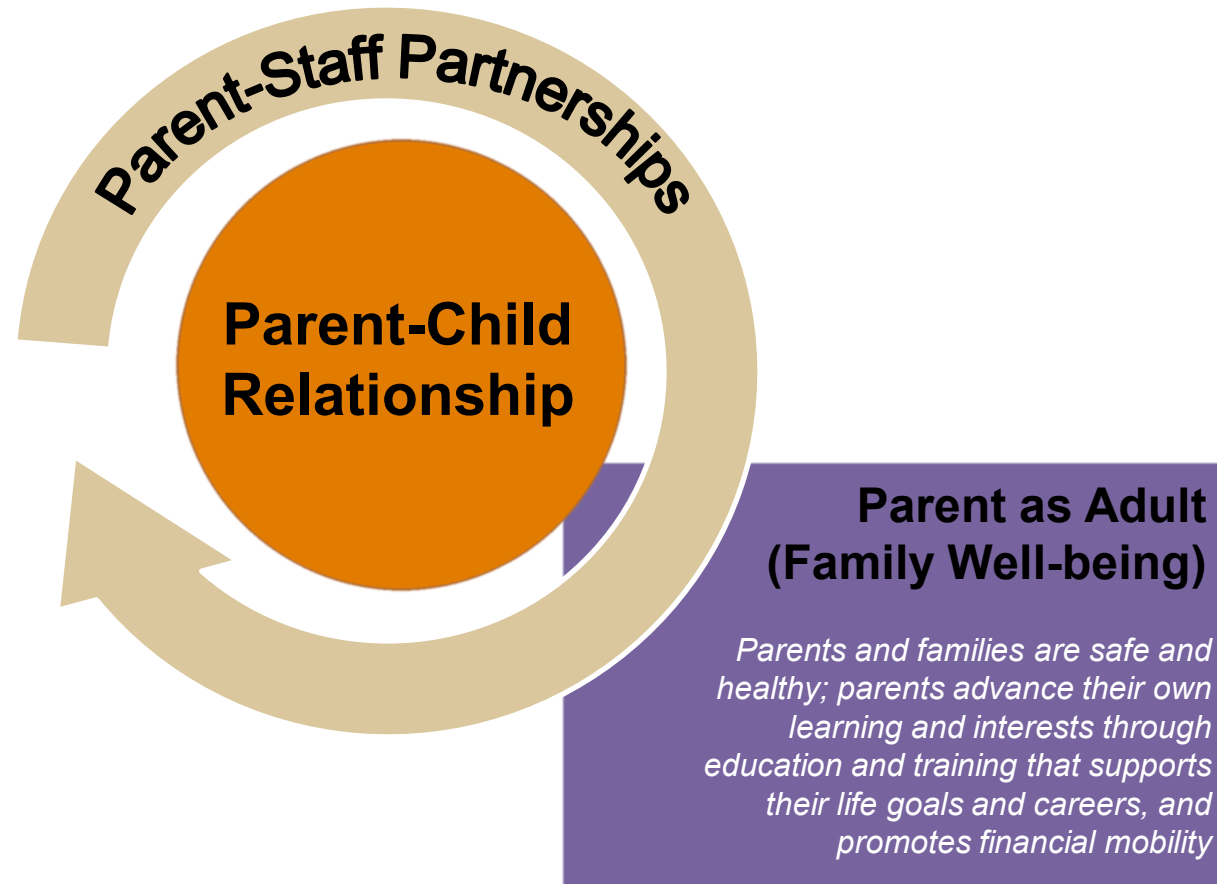 Parent-Staff Partnerships
Parent-Child
Relationship
Parent as Adult
(Family Well-being)
Parents and families are safe and
healthy; parents advance their own
learning and interests through
education and training that supports
their life goals and careers, and
promotes financial mobility